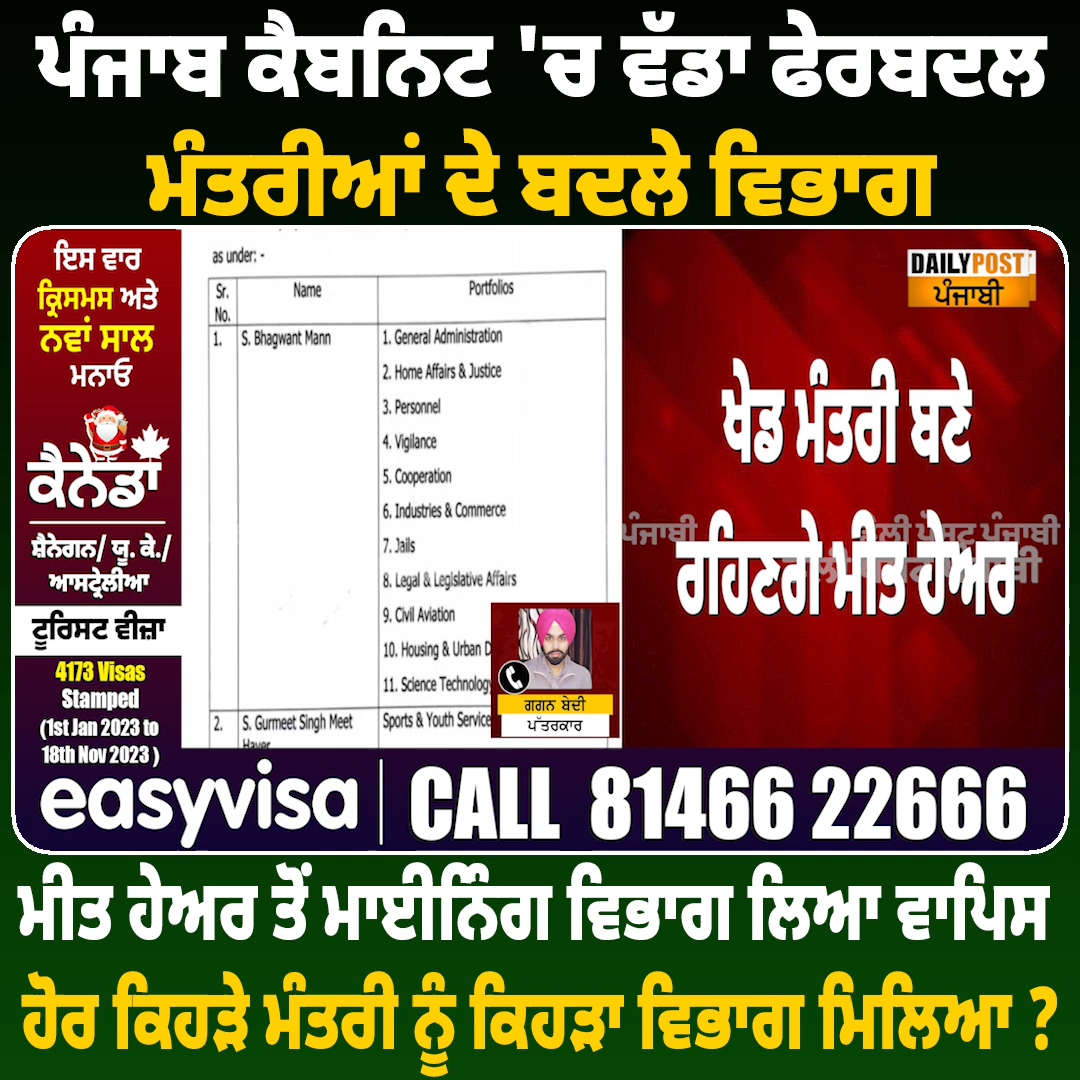 ਪੰਜਾਬ ਕੈਬਨਿਟ 'ਚ ਵੱਡਾ ਫੇਰਬਦਲ
ਮੰਤਰੀਆਂ ਦੇ ਬਦਲੇ ਵਿਭਾਗ
ਇਸ ਵਾਰ
ਕ੍ਰਿਸਮਸ ਅਤੇ
ਨਵਾਂ ਸਾਲ
ਮਨਾਓ
ਕੈਨੇਡਾ
ਸ਼ੈਨੇਗਨ/ ਯੂ. ਕੇ./
ਆਸਟ੍ਰੇਲੀਆ
ਟੂਰਿਸਟ ਵੀਜ਼ਾ
4173 Visas
Stamped
(1st Jan 2023 to
18th Nov 2023 )
as under: -
Sr. No. Name Portfolios
1. S. Bhagwant Mann 1. General Administration
2. Home Affairs & Justice
3. Personnel
4. Vigilance
5. Cooperation
6. Industries & Commerce
7. Jails
8. Legal & Legislative Affairs
9. Civil Aviation
10. Housing & Urban D
11. Science Technology
2. S. Gurmeet Singh Meet Sports & Youth Service
Hayer
ਗਗਨ ਬੇਦੀ
ਪੱਤਰਕਾਰ
DAILYPOST
ਪੰਜਾਬੀ
ਖੇਡ ਮੰਤਰੀ ਬਣੇ
ਰਹਿਣਗੇ ਮੀਤ ਹੇਅਰ
ਪੰਜਾਬੀ
ਲੀ ਪੋਸਟ ਪੰਜਾਬੀ
easyvisa
CALL 81466 22666
ਮੀਤ ਹੇਅਰ ਤੋਂ ਮਾਈਨਿੰਗ ਵਿਭਾਗ ਲਿਆ ਵਾਪਿਸ
ਹੋਰ ਕਿਹੜੇ ਮੰਤਰੀ ਨੂੰ ਕਿਹੜਾ ਵਿਭਾਗ ਮਿਲਿਆ ?